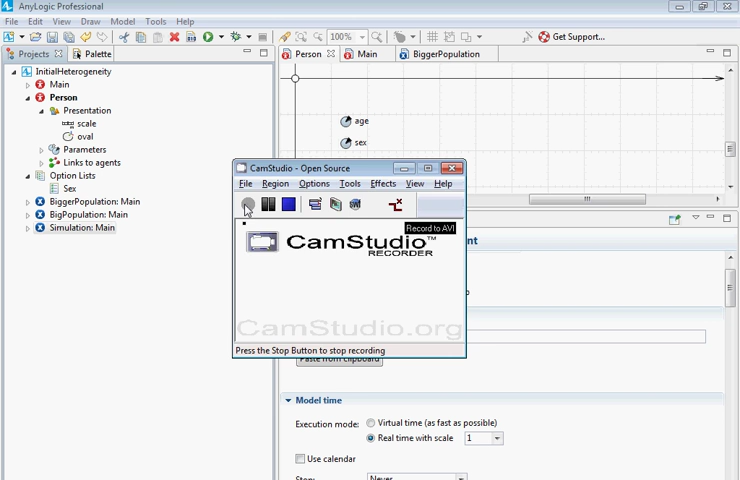 AnyLogic Professional
File Edit View Draw Model Tools Help
100% Get Support...
Projects Palette
Person Main BiggerPopulation
InitialHeterogeneity
Main
Person
Presentation
scale
oval
Parameters
Links to agents
Option Lists
Sex
BiggerPopulation: Main
BigPopulation: Main
Simulation: Main
age
sex
CamStudio - Open Source
File Region Options Tools Effects View Help
Record to AVI
CamStudio™
RECORDER
CamStudio.org
Press the Stop Button to stop recording
Paste from clipboard
Model time
Execution mode: Virtual time (as fast as possible)
Real time with scale 1
Use calendar
Stop: Never